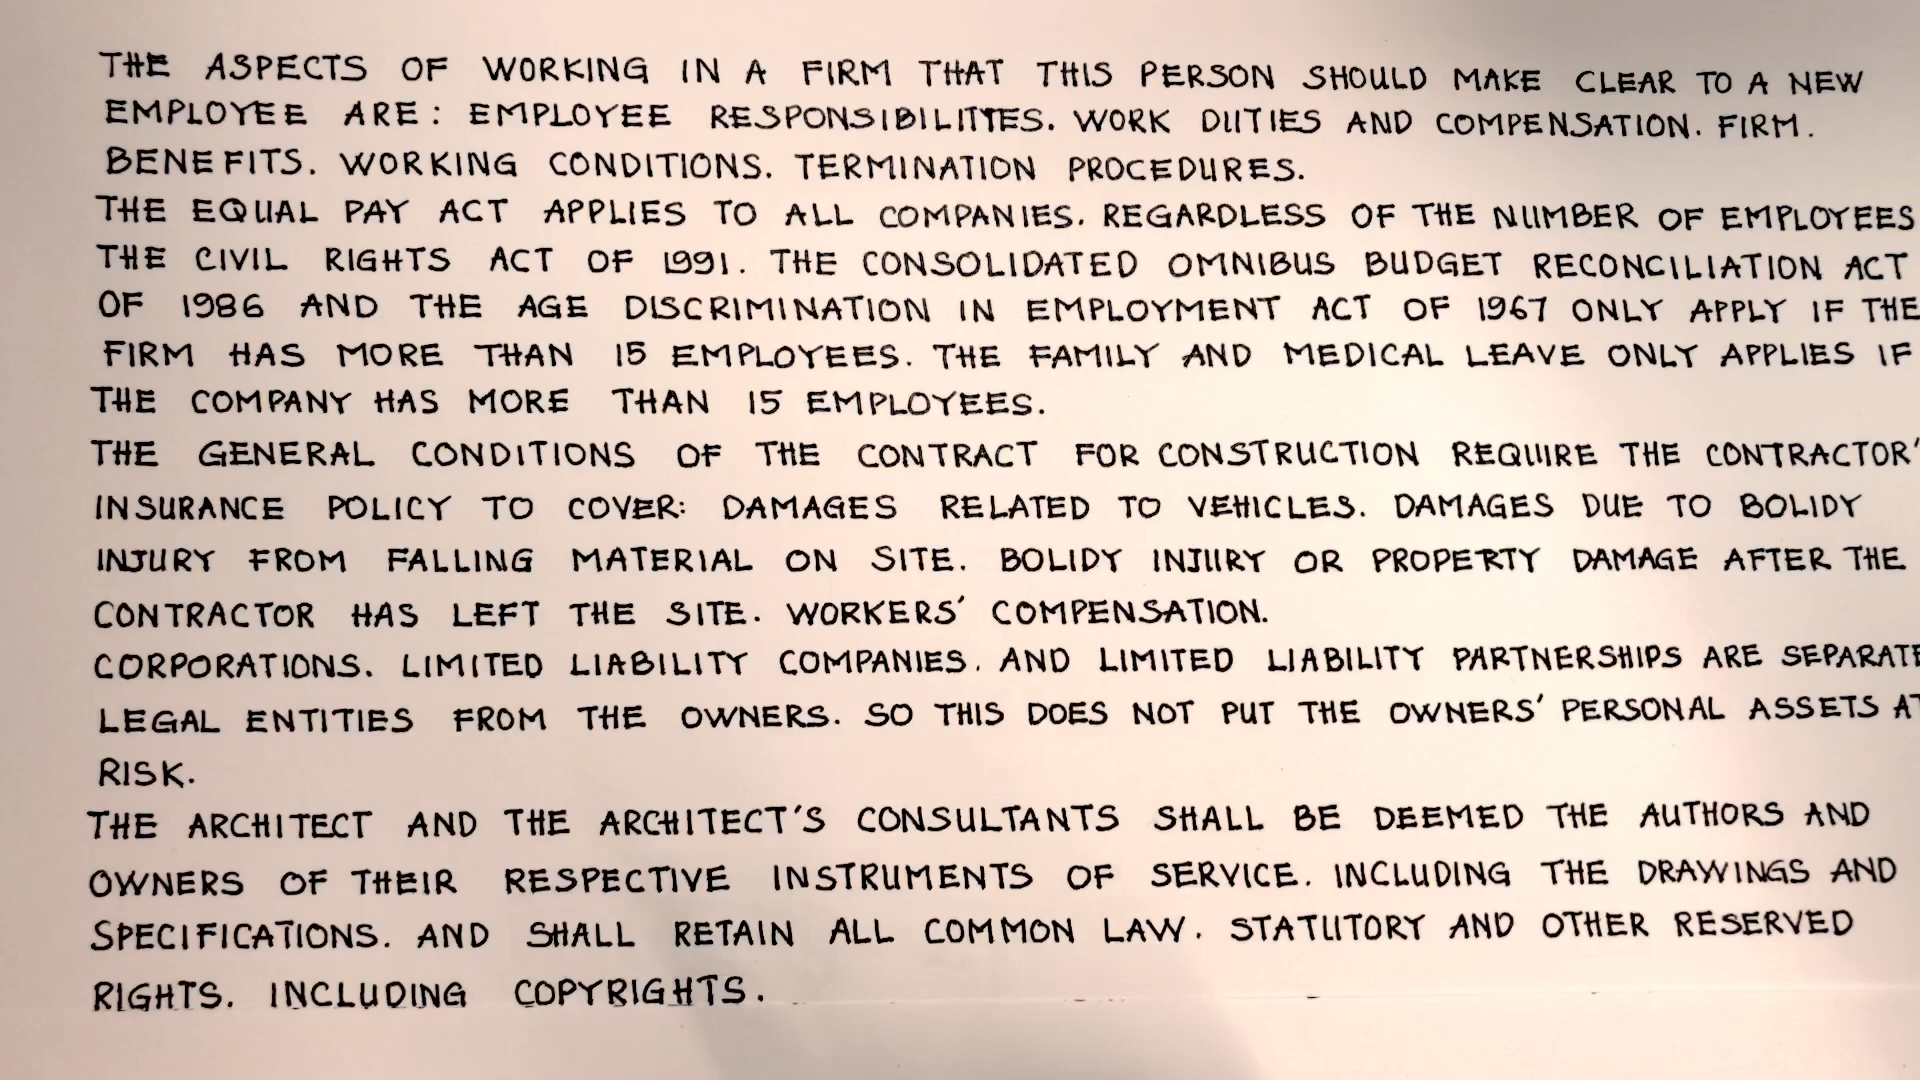 THE ASPECTS OF WORKING IN A FIRM THAT THIS PERSON SHOULD MAKE CLEAR TO A NEW
EMPLOYEE ARE: EMPLOYEE RESPONSIBILITIES. WORK DUTIES AND COMPENSATION. FIRM.
BENEFITS. WORKING CONDITIONS. TERMINATION PROCEDURES.
THE EQUAL PAY ACT APPLIES TO ALL COMPANIES. REGARDLESS OF THE NUMBER OF EMPLOYEES
THE CIVIL RIGHTS ACT OF 1991. THE CONSOLIDATED OMNIBUS BUDGET RECONCILIATION ACT
OF 1986 AND THE AGE DISCRIMINATION IN EMPLOYMENT ACT OF 1967 ONLY APPLY IF THE
FIRM HAS MORE THAN 15 EMPLOYEES. THE FAMILY AND MEDICAL LEAVE ONLY APPLIES IF
THE COMPANY HAS MORE THAN 15 EMPLOYEES.
THE GENERAL CONDITIONS OF THE CONTRACT FOR CONSTRUCTION REQUIRE THE CONTRACTOR'
INSURANCE POLICY TO COVER: DAMAGES RELATED TO VEHICLES. DAMAGES DUE TO BOLIDY
INJURY FROM FALLING MATERIAL ON SITE. BOLIDY INJURY OR PROPERTY DAMAGE AFTER THE
CONTRACTOR HAS LEFT THE SITE. WORKERS' COMPENSATION.
CORPORATIONS. LIMITED LIABILITY COMPANIES. AND LIMITED LIABILITY PARTNERSHIPS ARE SEPARATE
LEGAL ENTITIES FROM THE OWNERS. SO THIS DOES NOT PUT THE OWNERS' PERSONAL ASSETS AT
RISK.
THE ARCHITECT AND THE ARCHITECT'S CONSULTANTS SHALL BE DEEMED THE AUTHORS AND
OWNERS OF THEIR RESPECTIVE INSTRUMENTS OF SERVICE. INCLUDING THE DRAWINGS AND
SPECIFICATIONS. AND SHALL RETAIN ALL COMMON LAW. STATUTORY AND OTHER RESERVED
RIGHTS. INCLUDING COPYRIGHTS.